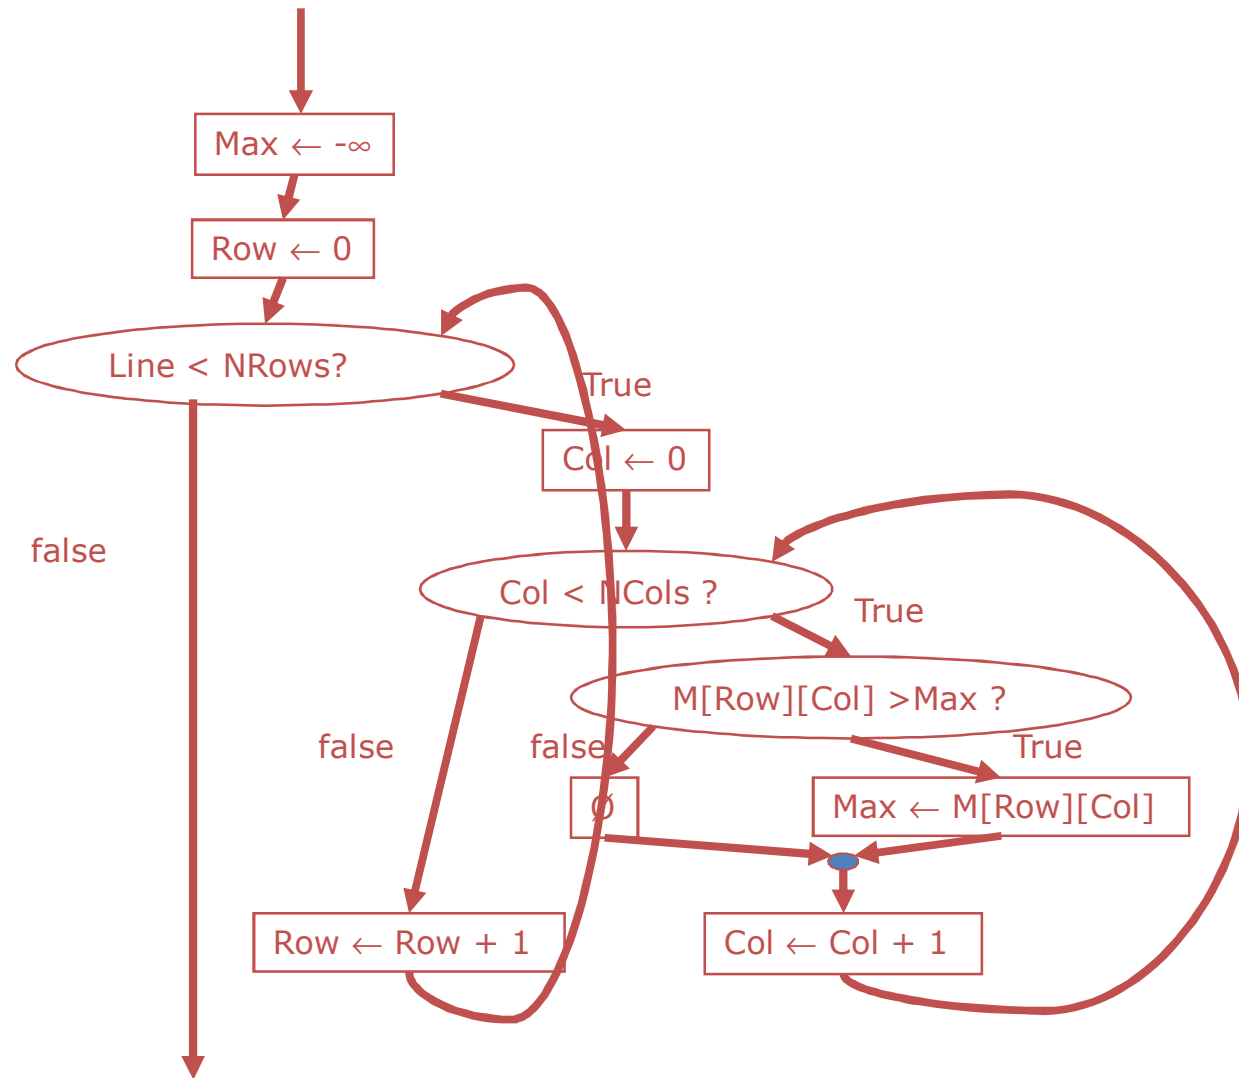 Max ← -∞
Row ← 0
Line < NRows?
True
Col ← 0
false
Col < NCols ?
True
M[Row][Col] >Max ?
false
false
True
Ø
Max ← M[Row][Col]
Row ← Row + 1
Col ← Col + 1